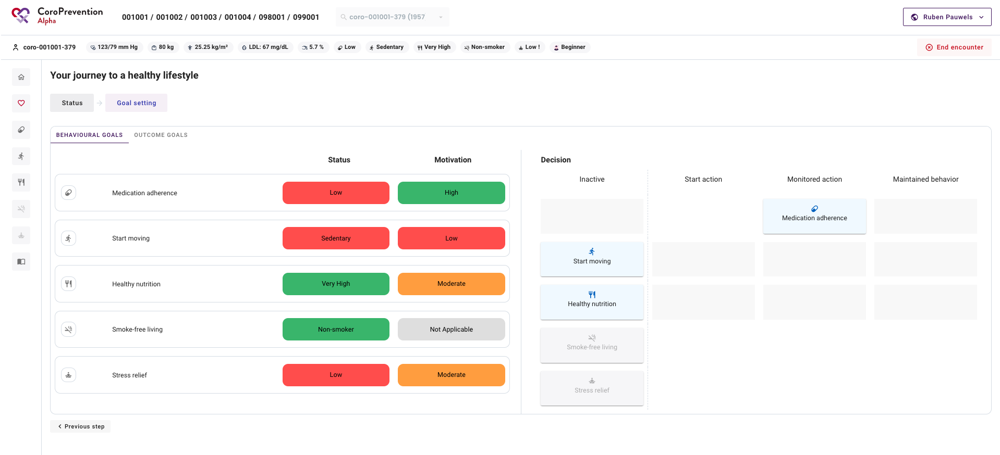 CoroPrevention
Alpha
001001 / 001002 / 001003 / 001004 / 098001 / 099001
coro-001001-379 (1957
Ruben Pauwels
coro-001001-379
123/79 mm Hg
80 kg
25.25 kg/m²
LDL: 67 mg/dL
5.7 %
Low
Sedentary
Very High
Non-smoker
Low !
Beginner
End encounter
Your journey to a healthy lifestyle
Status
Goal setting
BEHAVIOURAL GOALS
OUTCOME GOALS
Status
Motivation
Medication adherence
Low
High
Start moving
Sedentary
Low
Healthy nutrition
Very High
Moderate
Smoke-free living
Non-smoker
Not Applicable
Stress relief
Low
Moderate
Decision
Inactive
Start action
Monitored action
Maintained behavior
Medication adherence
Start moving
Healthy nutrition
Smoke-free living
Stress relief
Previous step